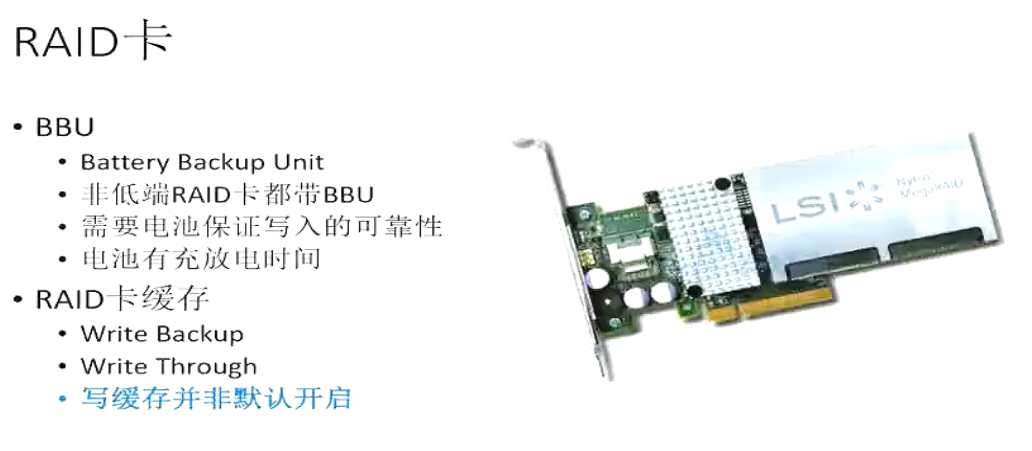 RAID卡
• BBU
• Battery Backup Unit
• 非低端RAID卡都带BBU
• 需要电池保证写入的可靠性
• 电池有充放电时间
• RAID卡缓存
• Write Backup
• Write Through
• 写缓存并非默认开启
LSI
Nytro
MegaRAID